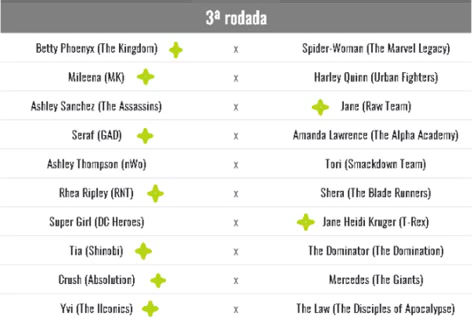 3ª rodada
Betty Phoenyx (The Kingdom) x Spider-Woman (The Marvel Legacy)
Mileena (MK) x Harley Quinn (Urban Fighters)
Ashley Sanchez (The Assassins) x Jane (Raw Team)
Seraf (GAD) x Amanda Lawrence (The Alpha Academy)
Ashley Thompson (nWo) x Tori (Smackdown Team)
Rhea Ripley (RNT) x Shera (The Blade Runners)
Super Girl (DC Heroes) x Jane Heidi Kruger (T-Rex)
Tia (Shinobi) x The Dominator (The Domination)
Crush (Absolution) x Mercedes (The Giants)
Yvi (The IIconics) x The Law (The Disciples of Apocalypse)